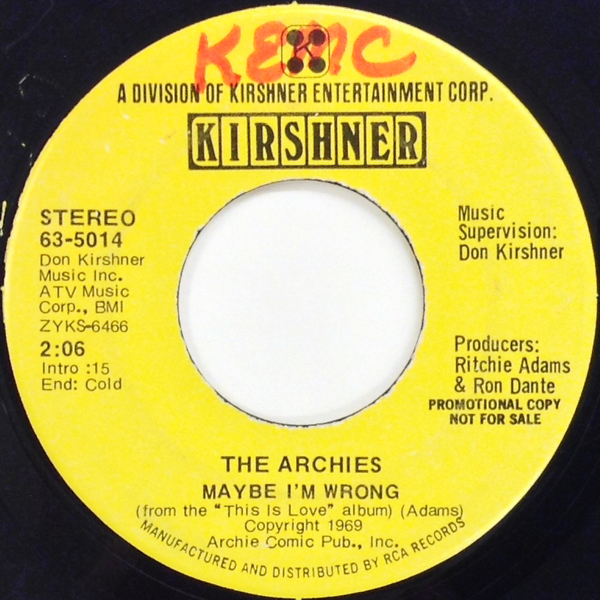 KEMC
K
A DIVISION OF KIRSHNER ENTERTAINMENT CORP.
KIRSHNER
STEREO
63-5014
Don Kirshner
Music Inc.
ATV Music
Corp., BMI
ZYKS-6466
2:06
Intro :15
End: Cold
Music
Supervision:
Don Kirshner
Producers:
Ritchie Adams
& Ron Dante
PROMOTIONAL COPY
NOT FOR SALE
THE ARCHIES
MAYBE I'M WRONG
(from the "This Is Love" album) (Adams)
Copyright 1969
Archie Comic Pub., Inc.
MANUFACTURED AND DISTRIBUTED BY RCA RECORDS